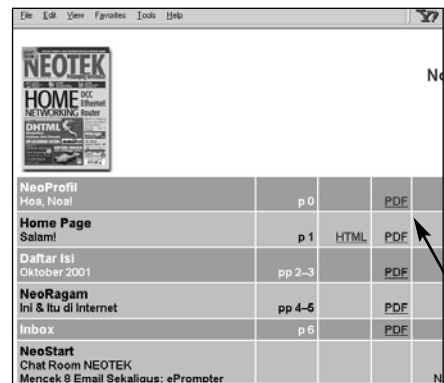 File Edit View Favorites Tools Help
NEOTEK
HOME DCC
Ethernet
NETWORKING Router
DHTML
NeoProfil
Hoa, Noa! p 0 PDF
Home Page
Salam! p 1 HTML PDF
Daftar Isi
Oktober 2001 pp 2–3 PDF
NeoRagam
Ini & Itu di Internet pp 4–5 PDF
Inbox p 6 PDF
NeoStart
Chat Room NEOTEK
Mencek 8 Email Sekaligus: ePrompter